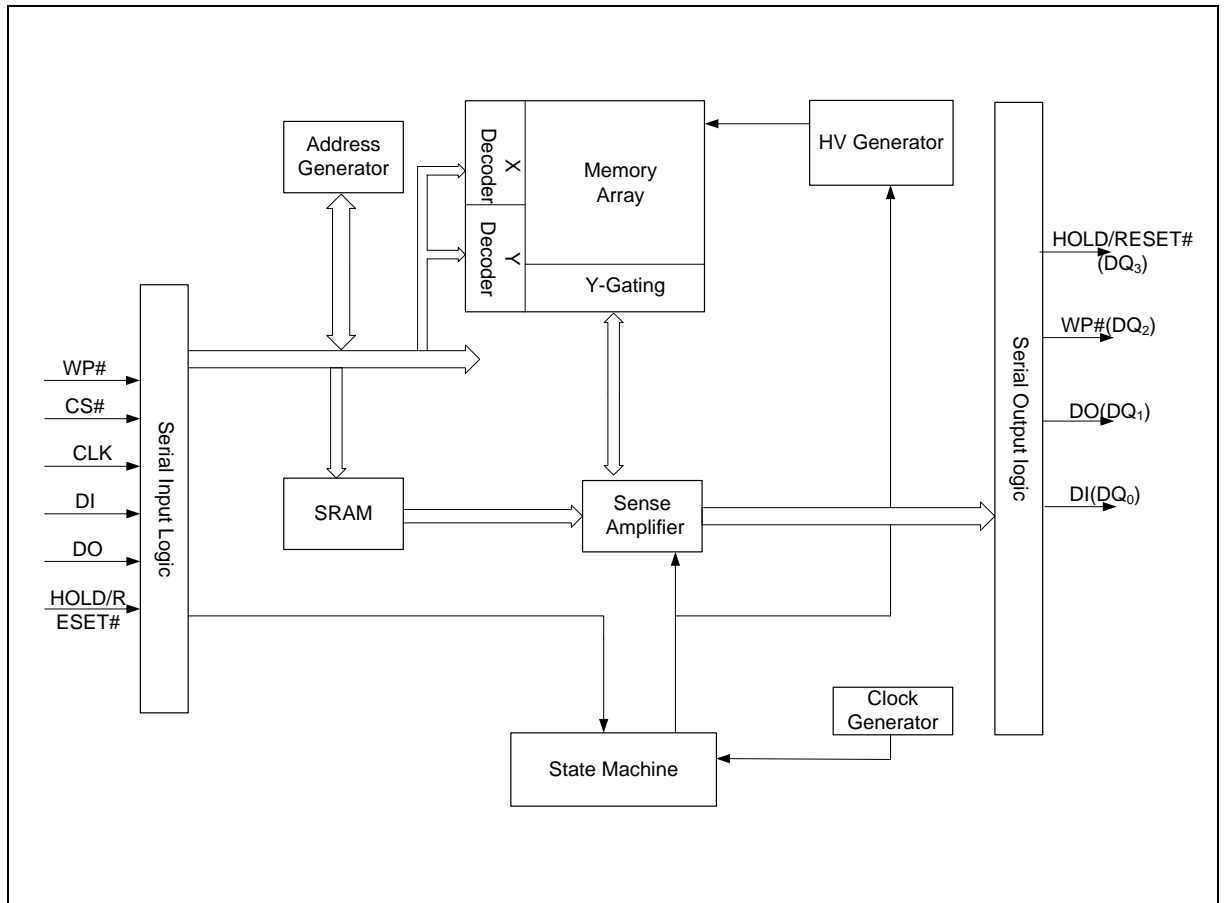 Address
Generator
X
Decoder
Y
Decoder
Memory
Array
Y-Gating
HV Generator
WP#
CS#
CLK
DI
DO
HOLD/R
ESET#
Serial Input Logic
SRAM
Sense
Amplifier
State Machine
Clock
Generator
Serial Output logic
HOLD/RESET#
(DQ₃)
WP#(DQ₂)
DO(DQ₁)
DI(DQ₀)